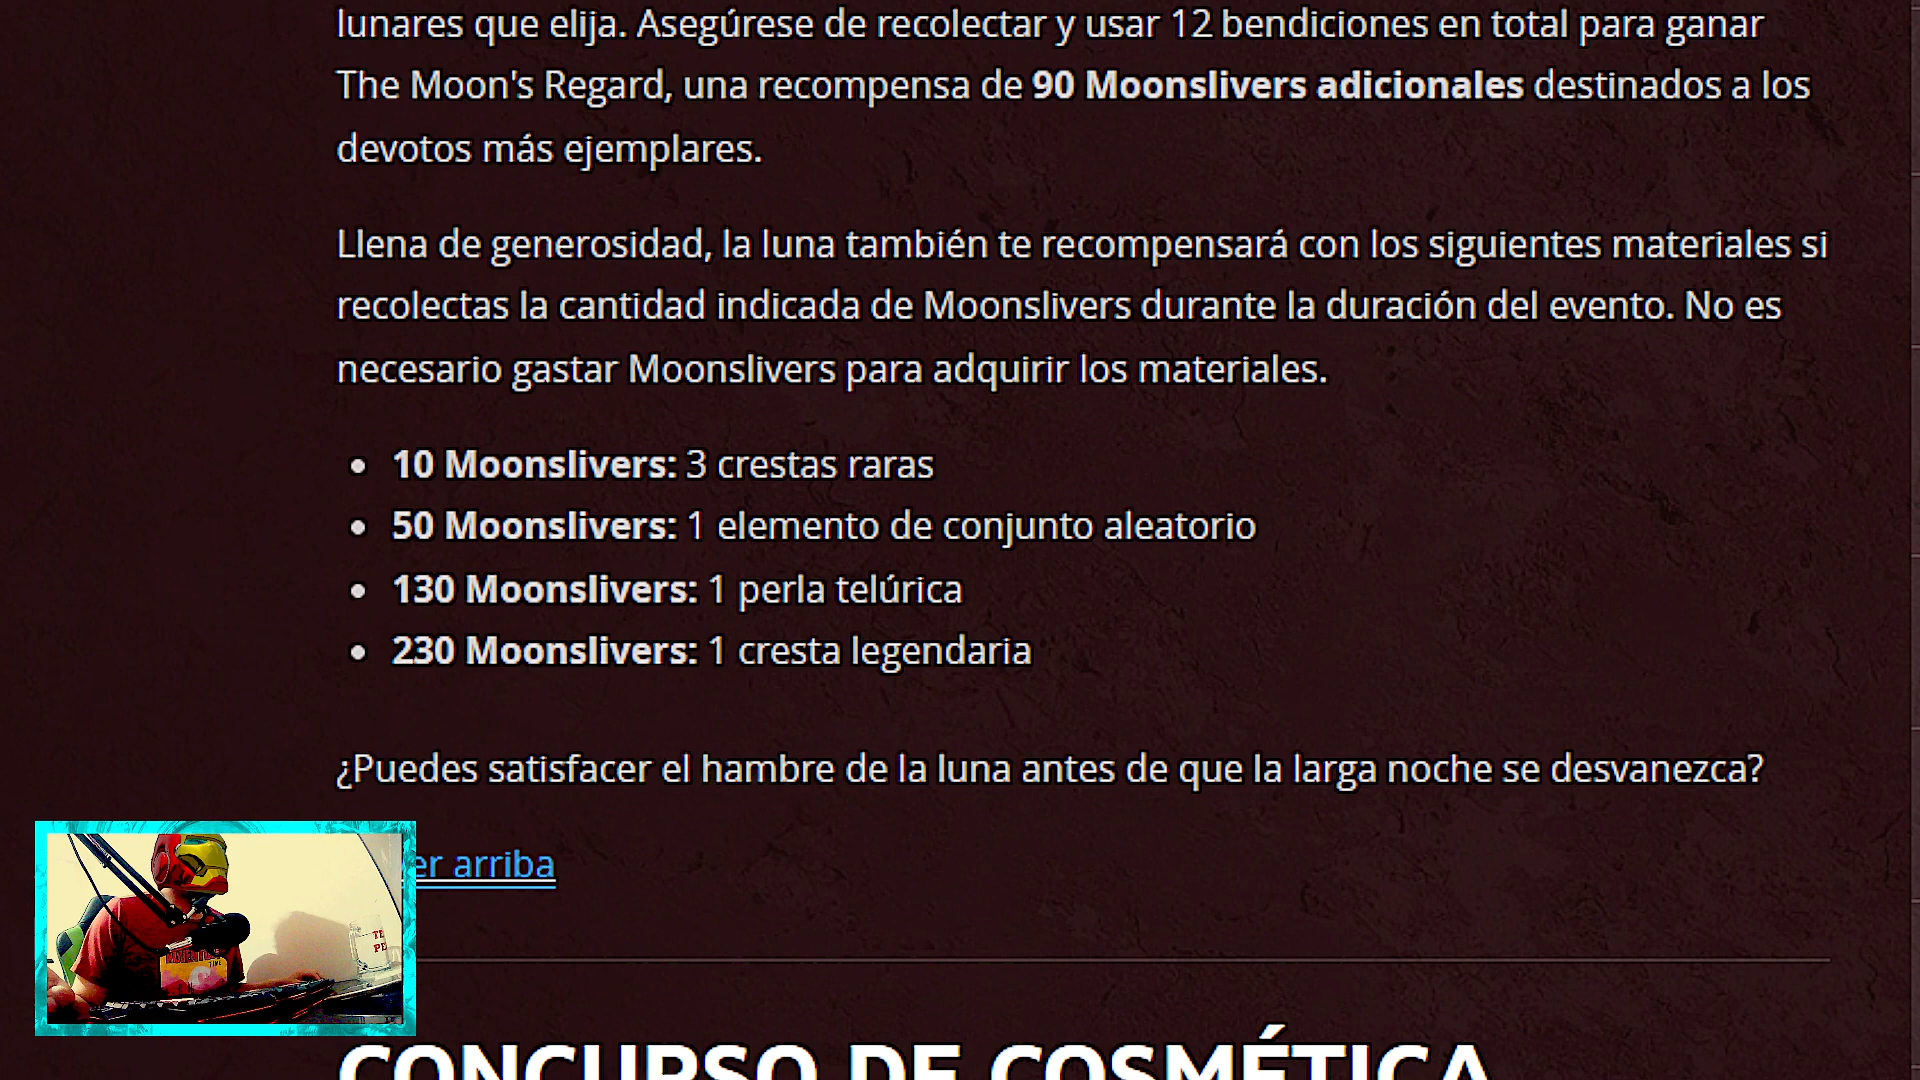 lunares que elija. Asegúrese de recolectar y usar 12 bendiciones en total para ganar
The Moon's Regard, una recompensa de 90 Moonslivers adicionales destinados a los
devotos más ejemplares.
Llena de generosidad, la luna también te recompensará con los siguientes materiales si
recolectas la cantidad indicada de Moonslivers durante la duración del evento. No es
necesario gastar Moonslivers para adquirir los materiales.
• 10 Moonslivers: 3 crestas raras
• 50 Moonslivers: 1 elemento de conjunto aleatorio
• 130 Moonslivers: 1 perla telúrica
• 230 Moonslivers: 1 cresta legendaria
¿Puedes satisfacer el hambre de la luna antes de que la larga noche se desvanezca?
er arriba
TIME
CONCURSO DE COSMÉTICA